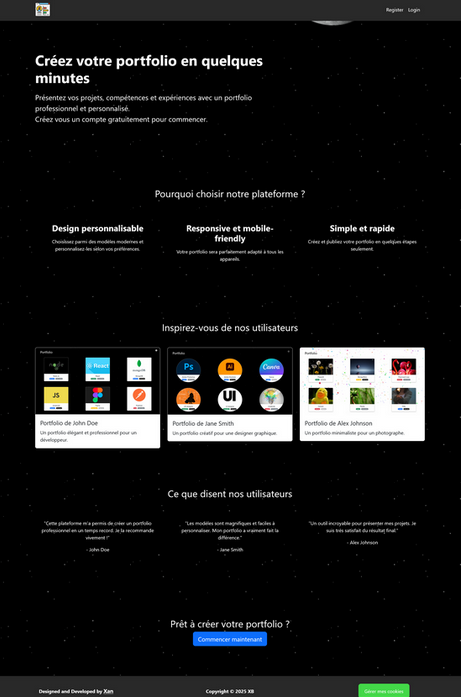 Register Login
Créez votre portfolio en quelques
minutes
Présentez vos projets, compétences et expériences avec un portfolio
professionnel et personnalisé.
Créez vous un compte gratuitement pour commencer.
Pourquoi choisir notre plateforme ?
Design personnalisable
Choisissez parmi des modèles modernes et
personnalisez-les selon vos préférences.
Responsive et mobile-
friendly
Votre portfolio sera parfaitement adapté à tous les
appareils.
Simple et rapide
Créez et publiez votre portfolio en quelques étapes
seulement.
Inspirez-vous de nos utilisateurs
Portfolio
React
JS
Portfolio de John Doe
Un portfolio élégant et professionnel pour un
développeur.
Portfolio
Ps
Ai
Canva
UI
Portfolio de Jane Smith
Un portfolio créatif pour une designer graphique.
Portfolio
Portfolio de Alex Johnson
Un portfolio minimaliste pour un photographe.
Ce que disent nos utilisateurs
"Cette plateforme m'a permis de créer un portfolio
professionnel en un temps record. Je la recommande
vivement !"
- John Doe
"Les modèles sont magnifiques et faciles à
personnaliser. Mon portfolio a vraiment fait la
différence."
- Jane Smith
"Un outil incroyable pour présenter mes projets. Je
suis très satisfait du résultat final."
- Alex Johnson
Prêt à créer votre portfolio ?
Commencer maintenant
Designed and Developed by Xan
Copyright © 2025 XB
Gérer mes cookies